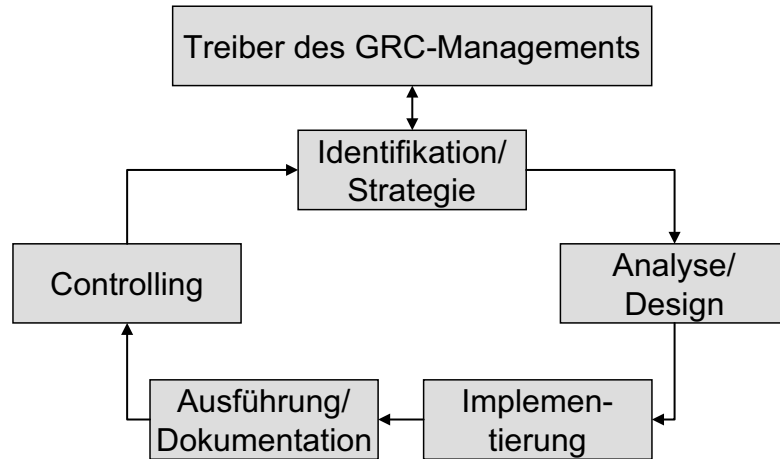 Treiber des GRC-Managements
Identifikation/
Strategie
Controlling
Analyse/
Design
Ausführung/
Dokumentation
Implemen-
tierung